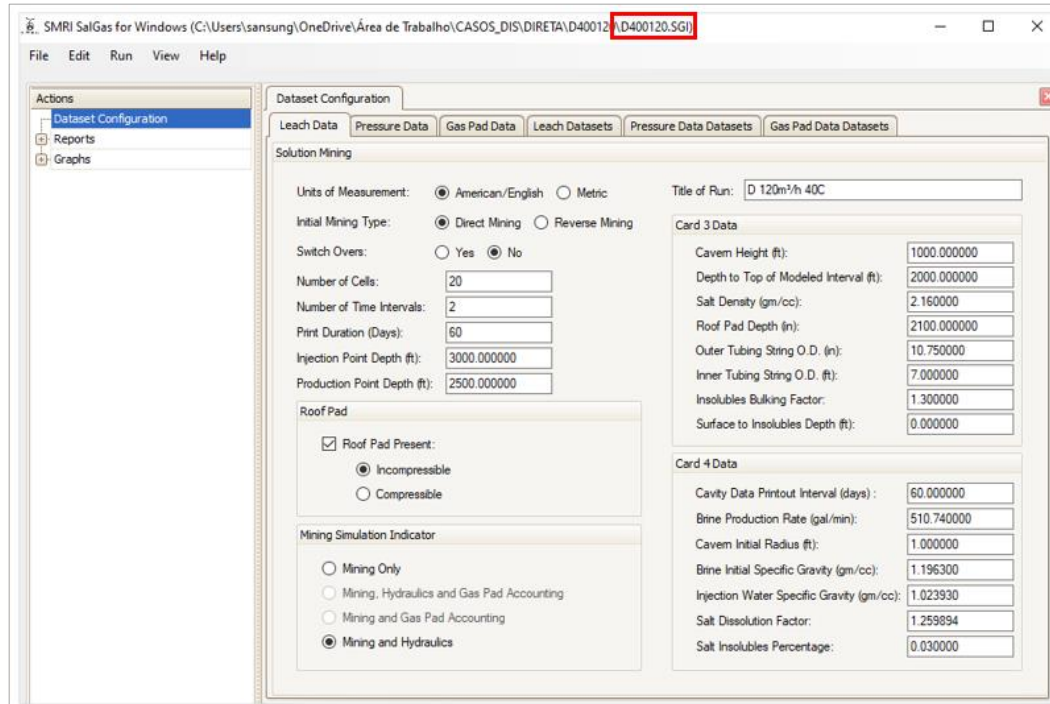 SMRI SalGas for Windows (C:\Users\sansung\OneDrive\Área de Trabalho\CASOS_DIS\DIRETA\D400120\D400120.SGI)
File Edit Run View Help
Actions
Dataset Configuration
Reports
Graphs
Dataset Configuration
Leach Data Pressure Data Gas Pad Data Leach Datasets Pressure Data Datasets Gas Pad Data Datasets
Solution Mining
Units of Measurement: American/English Metric
Initial Mining Type: Direct Mining Reverse Mining
Switch Overs: Yes No
Number of Cells: 20
Number of Time Intervals: 2
Print Duration (Days): 60
Injection Point Depth (ft): 3000.000000
Production Point Depth (ft): 2500.000000
Roof Pad
Roof Pad Present:
Incompressible
Compressible
Mining Simulation Indicator
Mining Only
Mining, Hydraulics and Gas Pad Accounting
Mining and Gas Pad Accounting
Mining and Hydraulics
Title of Run: D 120m³/h 40C
Card 3 Data
Cavern Height (ft): 1000.000000
Depth to Top of Modeled Interval (ft): 2000.000000
Salt Density (gm/cc): 2.160000
Roof Pad Depth (in): 2100.000000
Outer Tubing String O.D. (in): 10.750000
Inner Tubing String O.D. (ft): 7.000000
Insolubles Bulking Factor: 1.300000
Surface to Insolubles Depth (ft): 0.000000
Card 4 Data
Cavity Data Printout Interval (days) : 60.000000
Brine Production Rate (gal/min): 510.740000
Cavern Initial Radius (ft): 1.000000
Brine Initial Specific Gravity (gm/cc): 1.196300
Injection Water Specific Gravity (gm/cc): 1.023930
Salt Dissolution Factor: 1.259894
Salt Insolubles Percentage: 0.030000